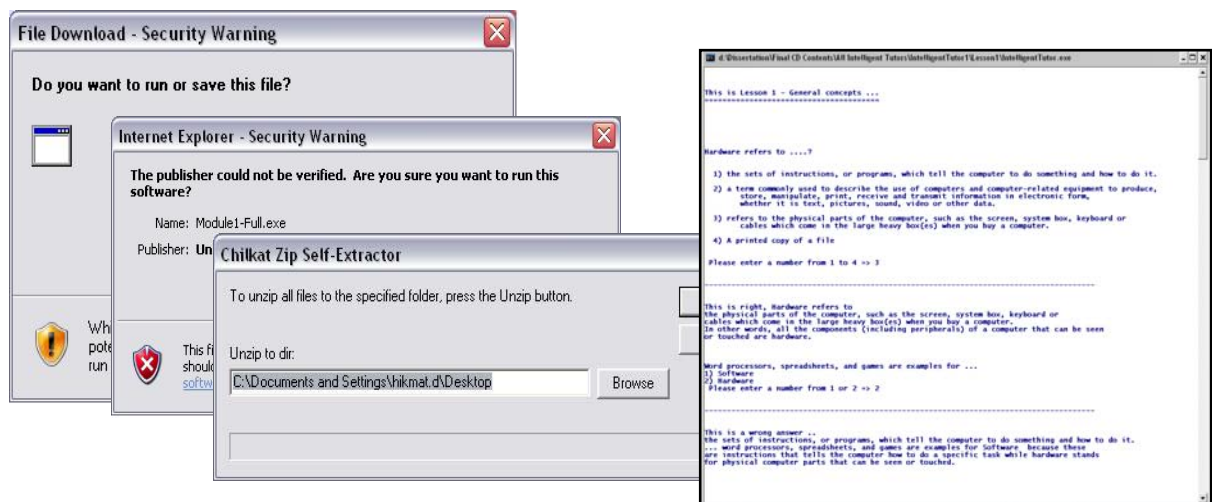 File Download - Security Warning
Do you want to run or save this file?
Whi
pote
run
Internet Explorer - Security Warning
The publisher could not be verified. Are you sure you want to run this
software?
Name: Module1-Full.exe
Publisher: Un
This fi
should
softw
Chilkat Zip Self-Extractor
To unzip all files to the specified folder, press the Unzip button.
Unzip to dir:
C:\Documents and Settings\hikmat.d\Desktop
Browse
d:\Dissertation\Final CD Contents\All Intelligent Tutors\IntelligentTutor1\Lesson1\IntelligentTutor.exe
This is Lesson 1 - General concepts ...
=======================================
Hardware refers to ....?
1) the sets of instructions, or programs, which tell the computer to do something and how to do it.
2) a term commonly used to describe the use of computers and computer-related equipment to produce,
store, manipulate, print, receive and transmit information in electronic form,
whether it is text, pictures, sound, video or other data.
3) refers to the physical parts of the computer, such as the screen, system box, keyboard or
cables which come in the large heavy box(es) when you buy a computer.
4) A printed copy of a file
Please enter a number from 1 to 4 => 3
This is right, Hardware refers to
the physical parts of the computer, such as the screen, system box, keyboard or
cables which come in the large heavy box(es) when you buy a computer.
In other words, all the components (including peripherals) of a computer that can be seen
or touched are hardware.
Word processors, spreadsheets, and games are examples for ...
1) Software
2) Hardware
Please enter a number from 1 or 2 => 2
This is a wrong answer ..
the sets of instructions, or programs, which tell the computer to do something and how to do it.
... word processors, spreadsheets, and games are examples for Software because these
are instructions that tells the computer how to do a specific task while hardware stands
for physical computer parts that can be seen or touched.